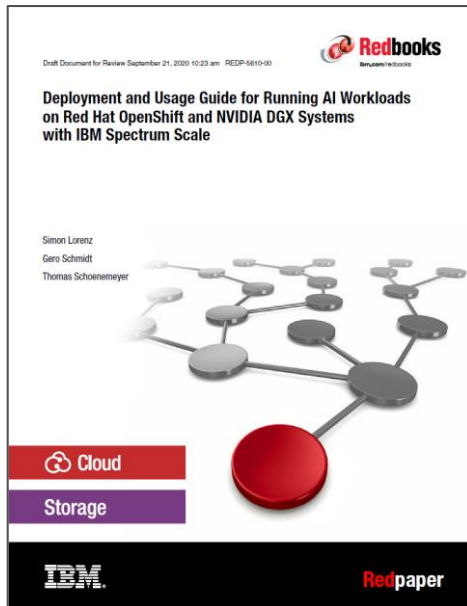 Draft Document for Review September 21, 2020 10:23 am REDP-5610-00
Redbooks
ibm.com/redbooks
Deployment and Usage Guide for Running AI Workloads
on Red Hat OpenShift and NVIDIA DGX Systems
with IBM Spectrum Scale
Simon Lorenz
Gero Schmidt
Thomas Schoenemeyer
Cloud
Storage
IBM.
Redpaper